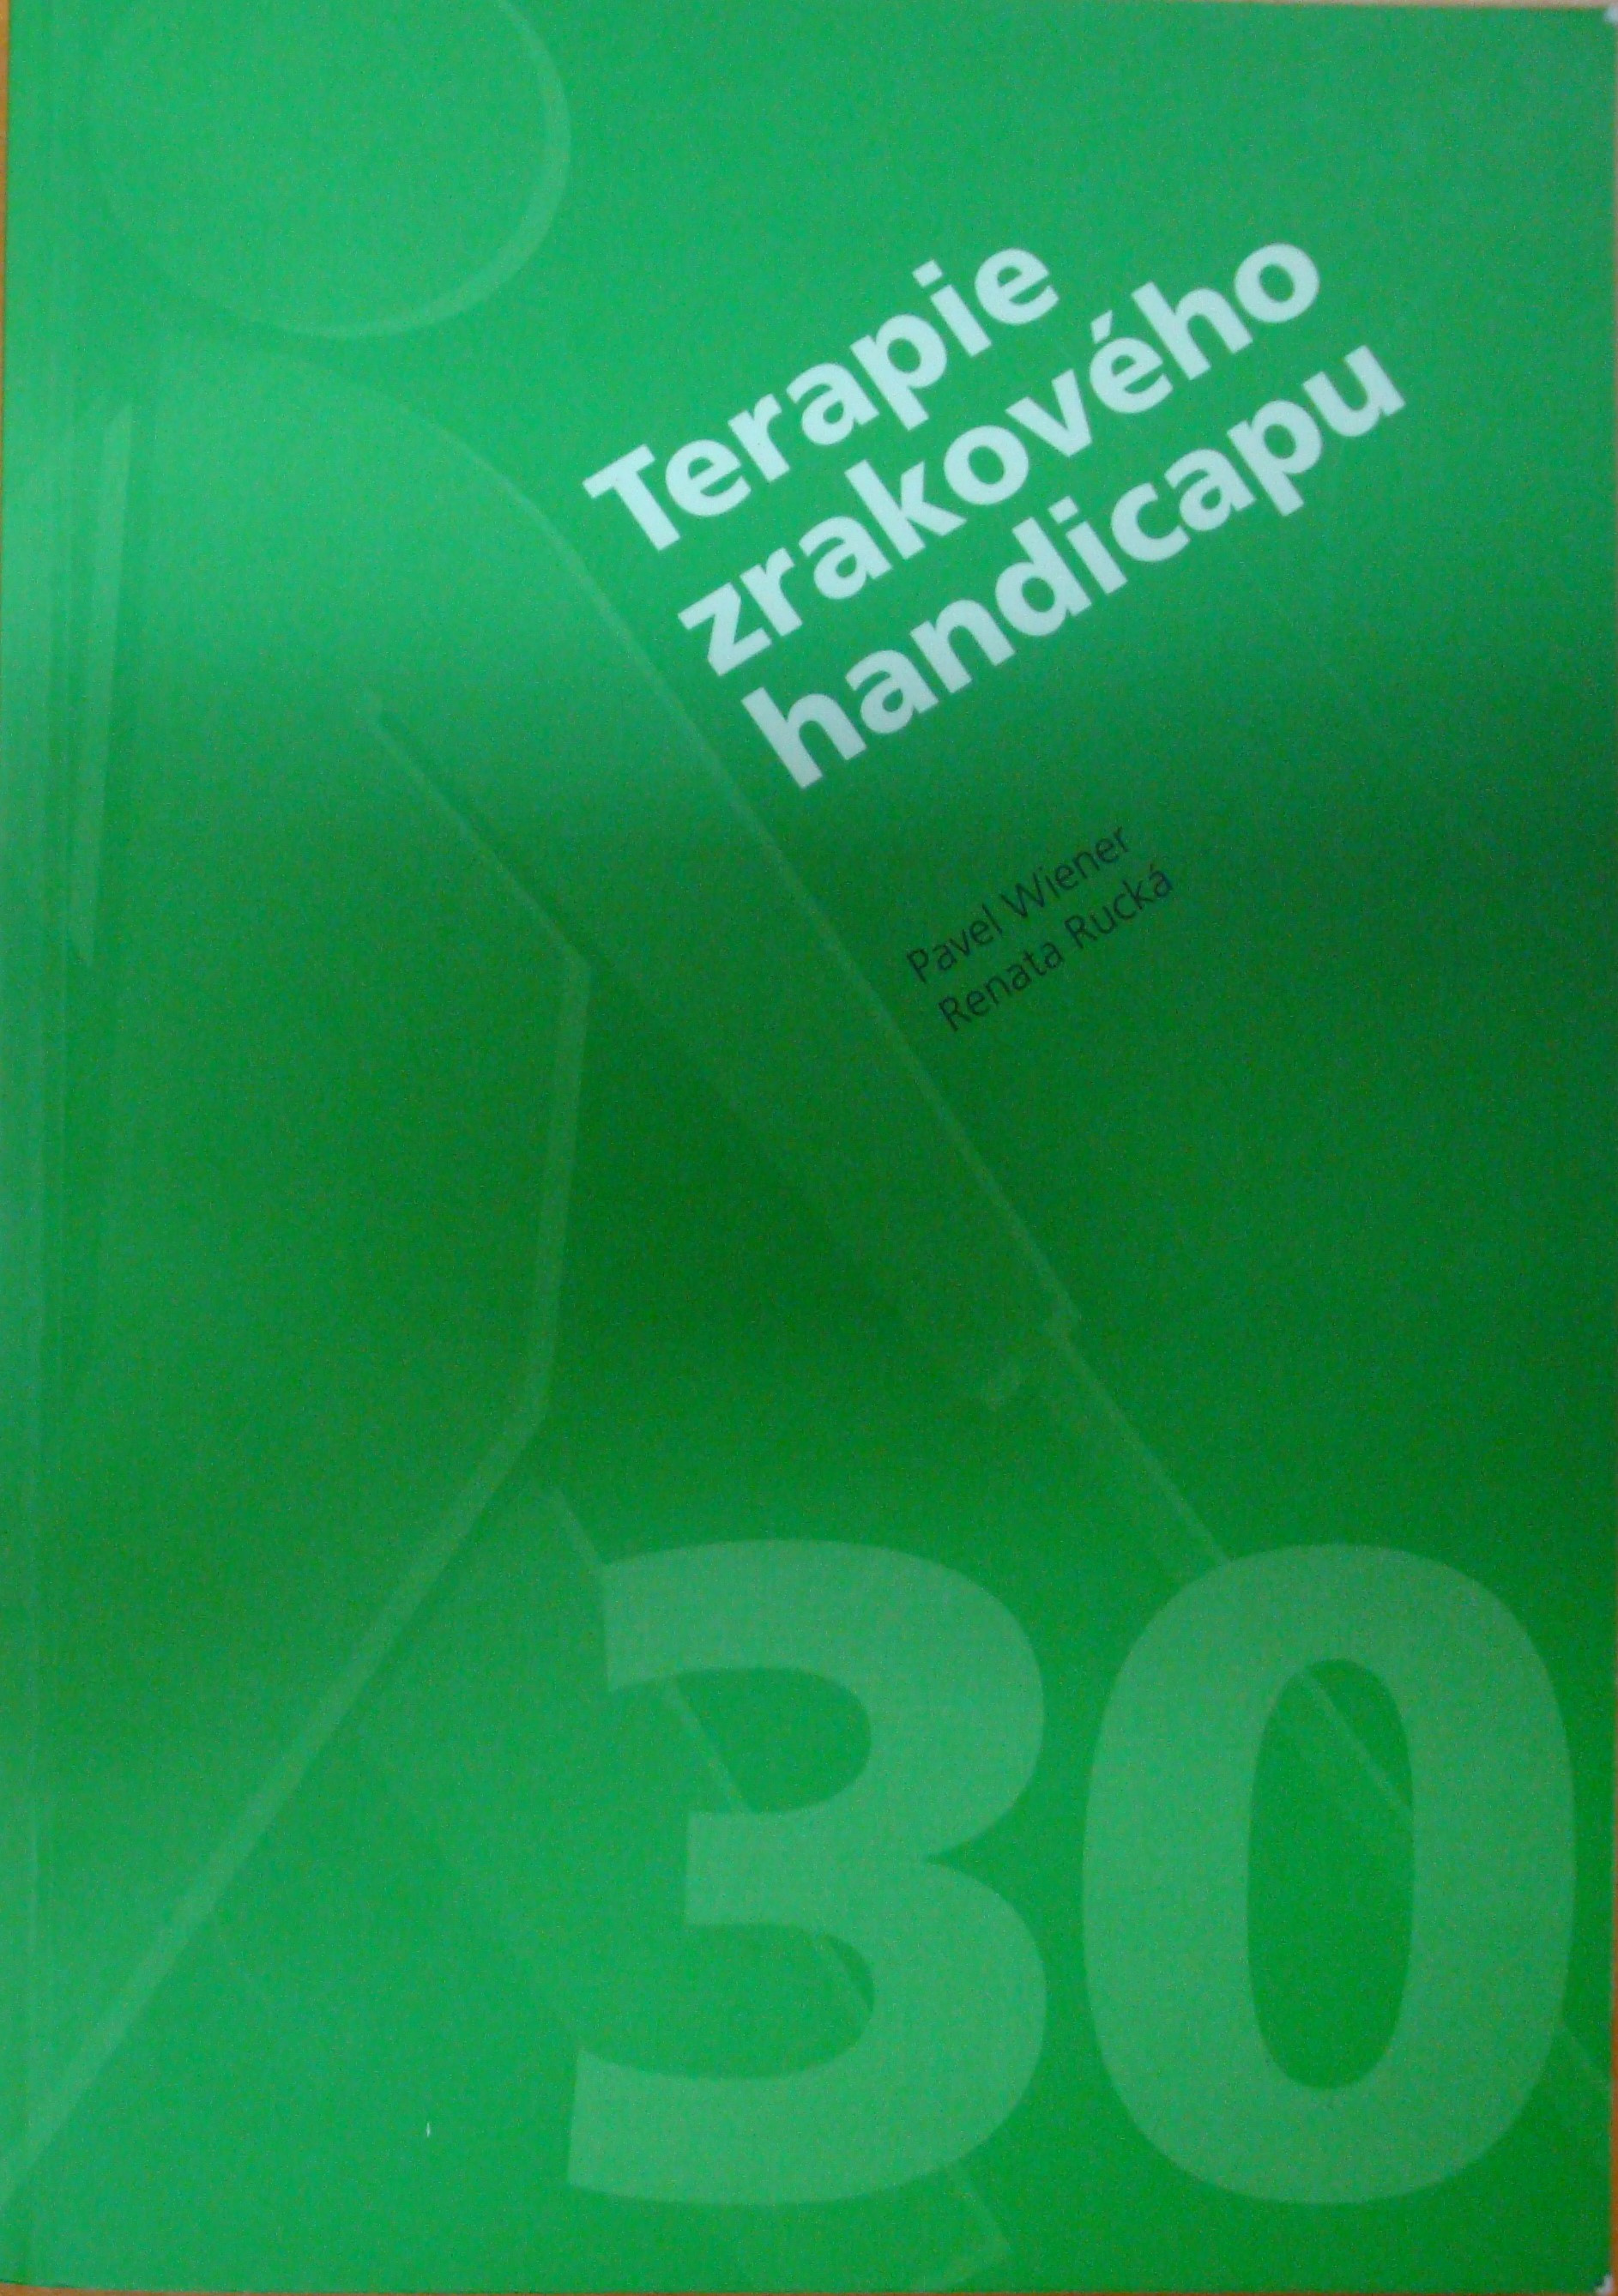 Terapie
zrakového
handicapu
Pavel Wiener
Renata Rucká
30